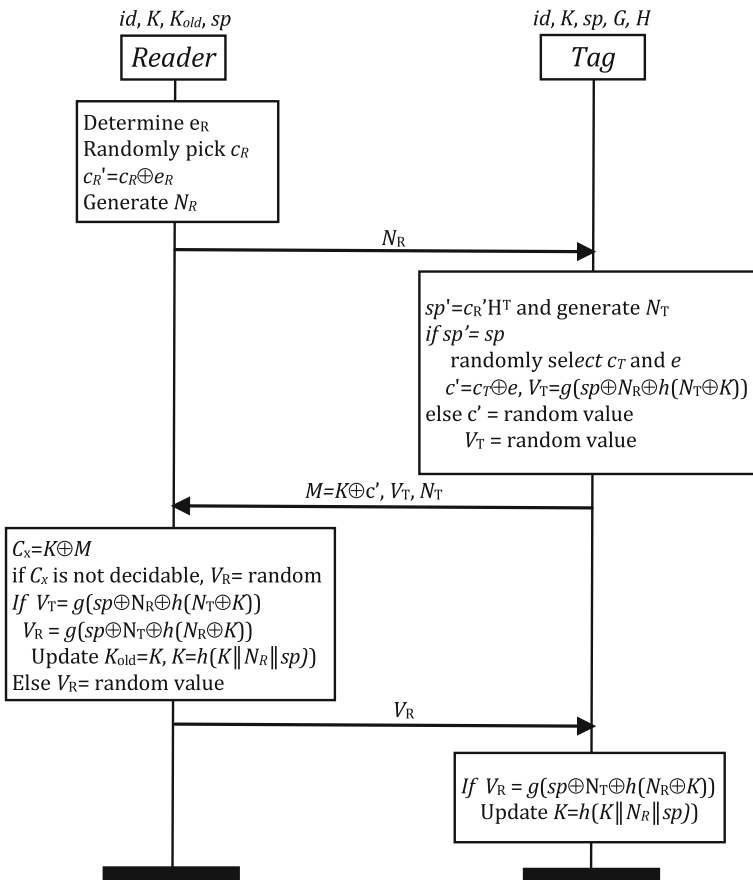 id, K, Kold, sp
Reader
id, K, sp, G, H
Tag
Determine eR
Randomly pick cR
cR'=cR⊕eR
Generate NR
NR
sp'=cR'HT and generate NT
if sp'= sp
randomly select cT and e
c'=cT⊕e, VT=g(sp⊕NR⊕h(NT⊕K))
else c' = random value
VT = random value
M=K⊕c', VT, NT
Cx=K⊕M
if Cx is not decidable, VR= random
If VT= g(sp⊕NR⊕h(NT⊕K))
VR = g(sp⊕NT⊕h(NR⊕K))
Update Kold=K, K=h(K‖NR‖sp))
Else VR= random value
VR
If VR = g(sp⊕NT⊕h(NR⊕K))
Update K=h(K‖NR‖sp))